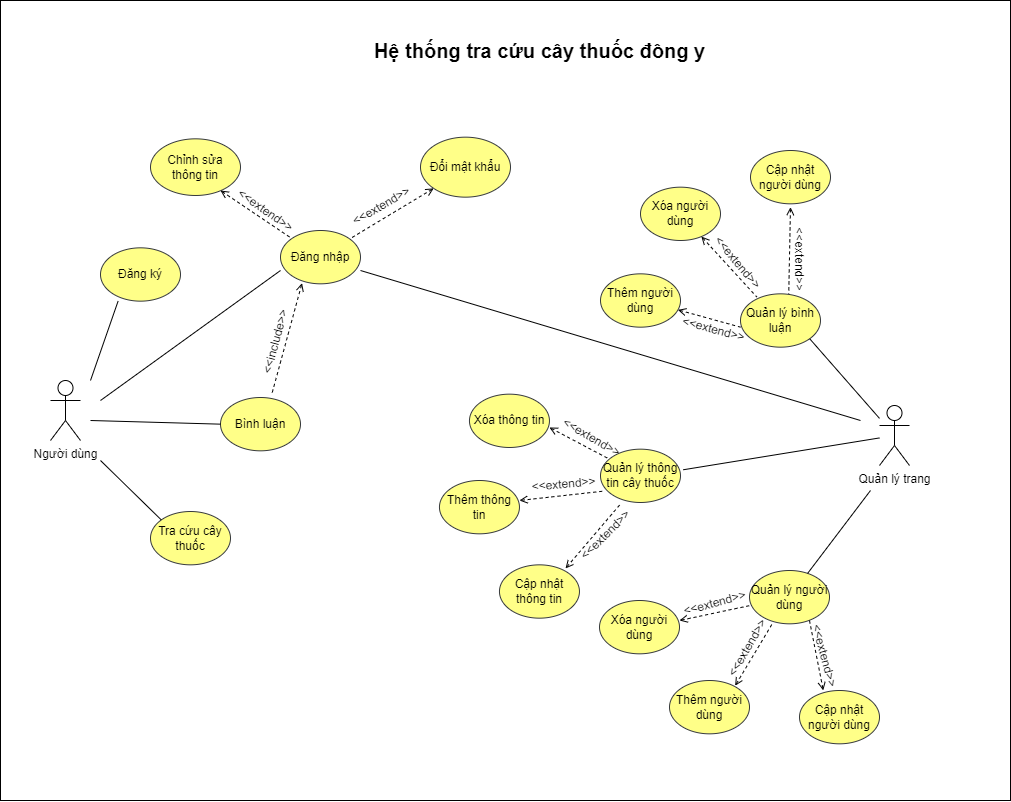 Hệ thống tra cứu cây thuốc đông y
Chỉnh sửa
thông tin
<<extend>>
<<extend>>
Đổi mật khẩu
Đăng nhập
Đăng ký
<<include>>
Bình luận
Người dùng
Tra cứu cây
thuốc
Cập nhật
người dùng
Xóa người
dùng
<<extend>>
<<extend>>
Thêm người
dùng
<<extend>>
Quản lý bình
luận
Xóa thông tin
<<extend>>
Quản lý thông
tin cây thuốc
<<extend>>
Thêm thông
tin
<<extend>>
Cập nhật
thông tin
Quản lý trang
Quản lý người
dùng
<<extend>>
Xóa người
dùng
<<extend>>
<<extend>>
Thêm người
dùng
Cập nhật
người dùng